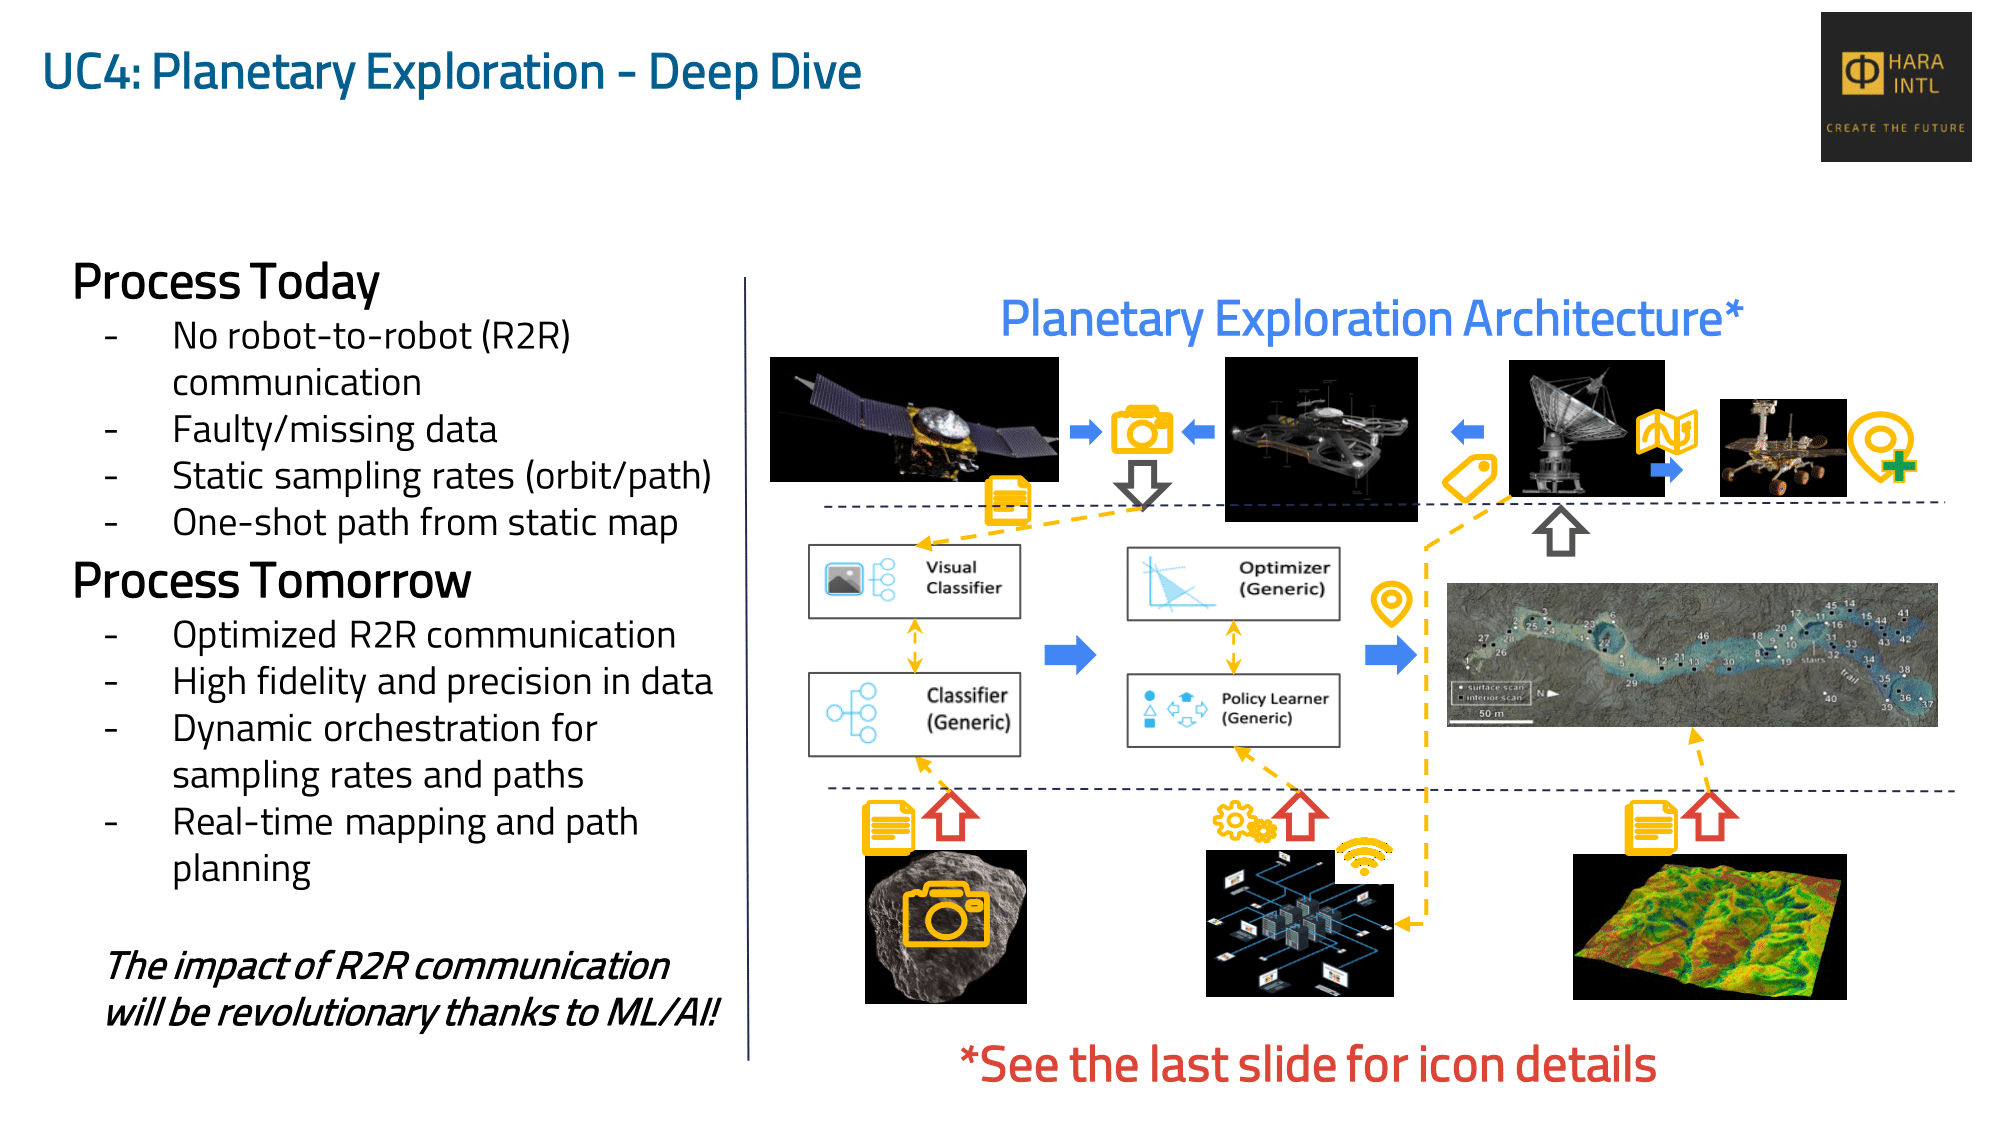 UC4: Planetary Exploration - Deep Dive
HARA
INTL
CREATE THE FUTURE
Process Today
- No robot-to-robot (R2R)
communication
- Faulty/missing data
- Static sampling rates (orbit/path)
- One-shot path from static map
Process Tomorrow
- Optimized R2R communication
- High fidelity and precision in data
- Dynamic orchestration for
sampling rates and paths
- Real-time mapping and path
planning
The impact of R2R communication
will be revolutionary thanks to ML/AI!
Planetary Exploration Architecture*
Visual
Classifier
Optimizer
(Generic)
Classifier
(Generic)
Policy Learner
(Generic)
surface scan
interior scan
N
50 m
stairs
trail
*See the last slide for icon details